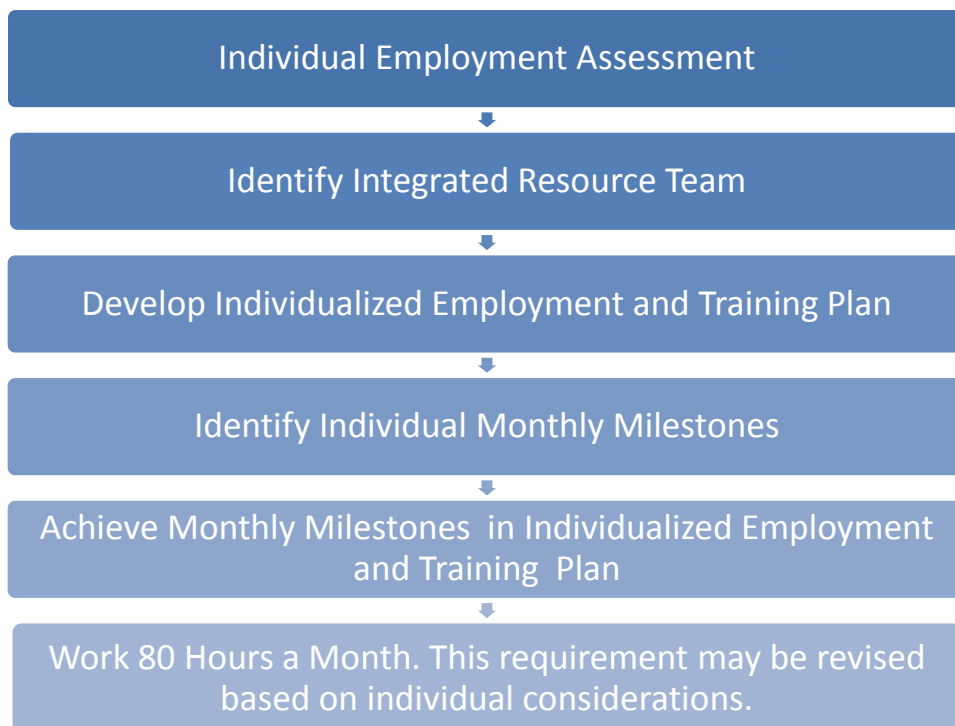 Individual Employment Assessment
Identify Integrated Resource Team
Develop Individualized Employment and Training Plan
Identify Individual Monthly Milestones
Achieve Monthly Milestones in Individualized Employment
and Training Plan
Work 80 Hours a Month. This requirement may be revised
based on individual considerations.